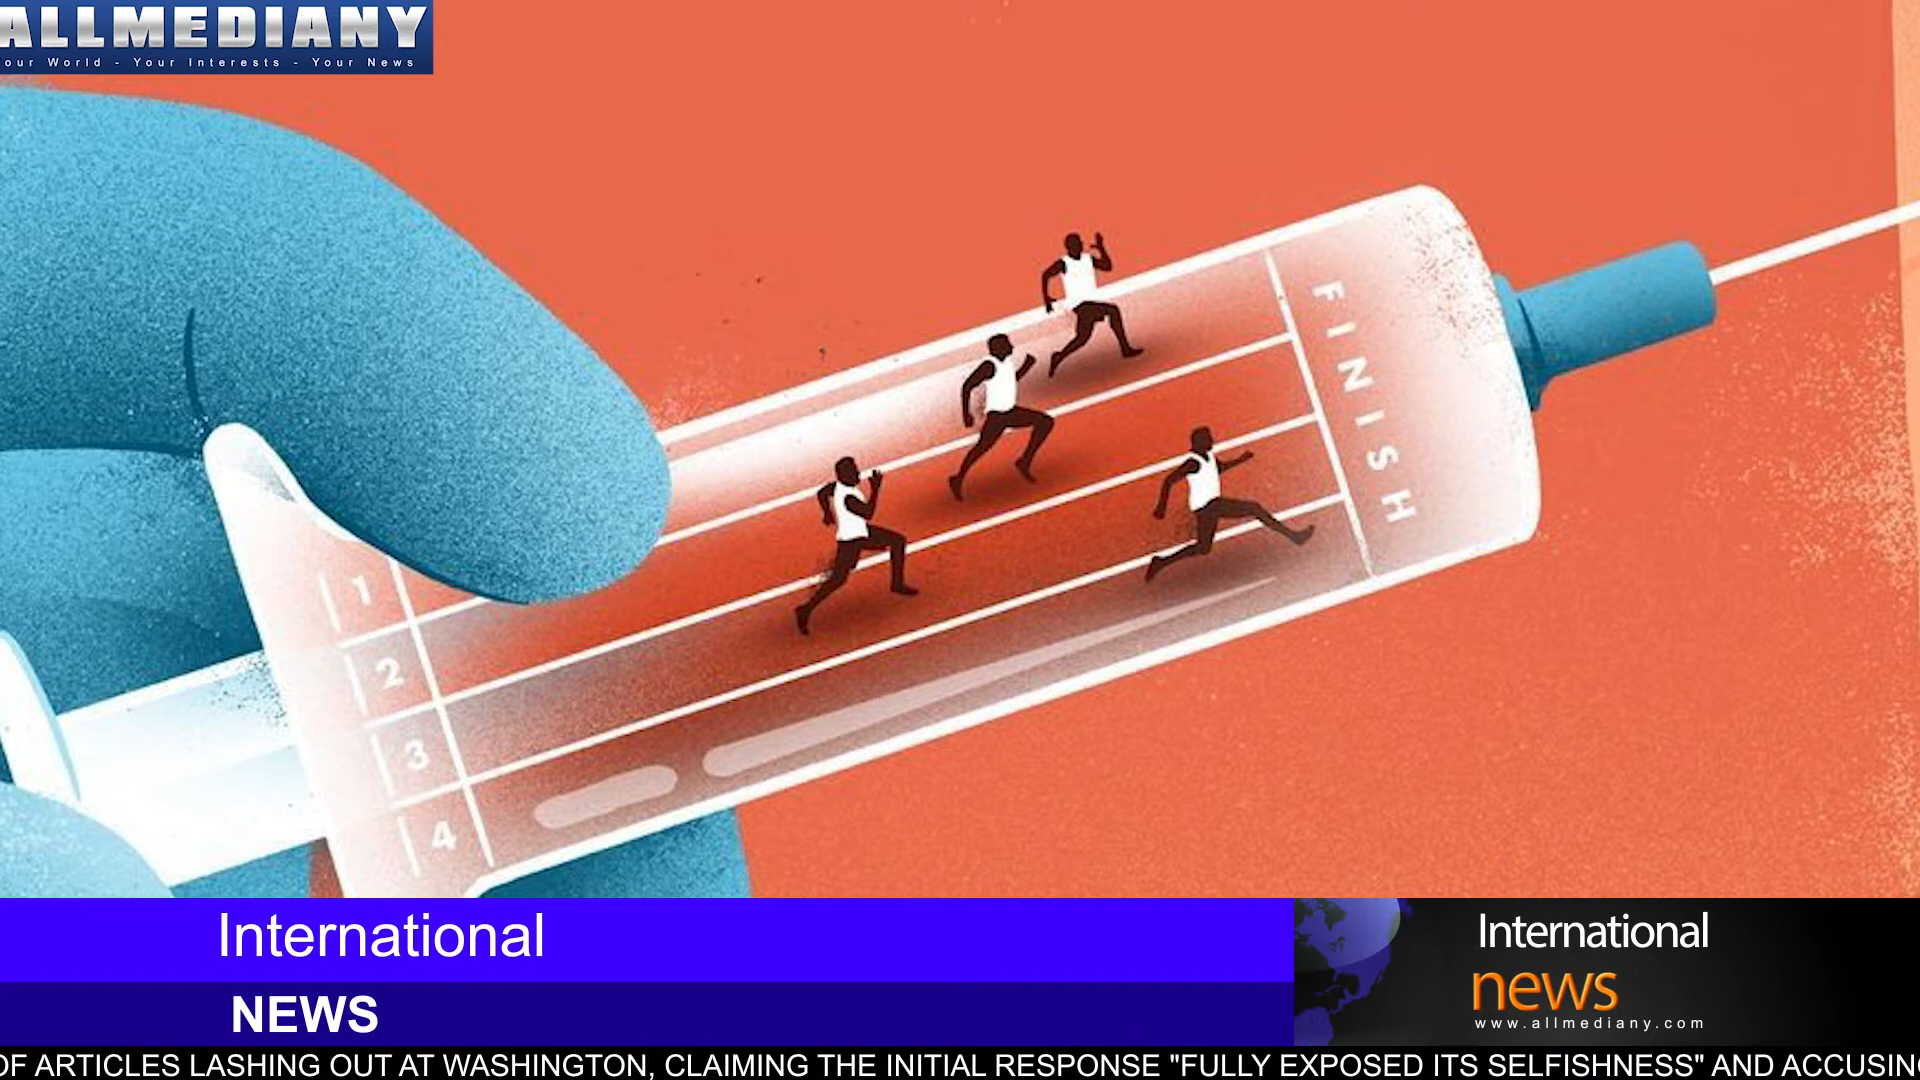 ALLMEDIANY
our World - Your Interests - Your News
FINISH
1
2
3
4
International
NEWS
International
news
www.allmediany.com
OF ARTICLES LASHING OUT AT WASHINGTON, CLAIMING THE INITIAL RESPONSE "FULLY EXPOSED ITS SELFISHNESS" AND ACCUSING